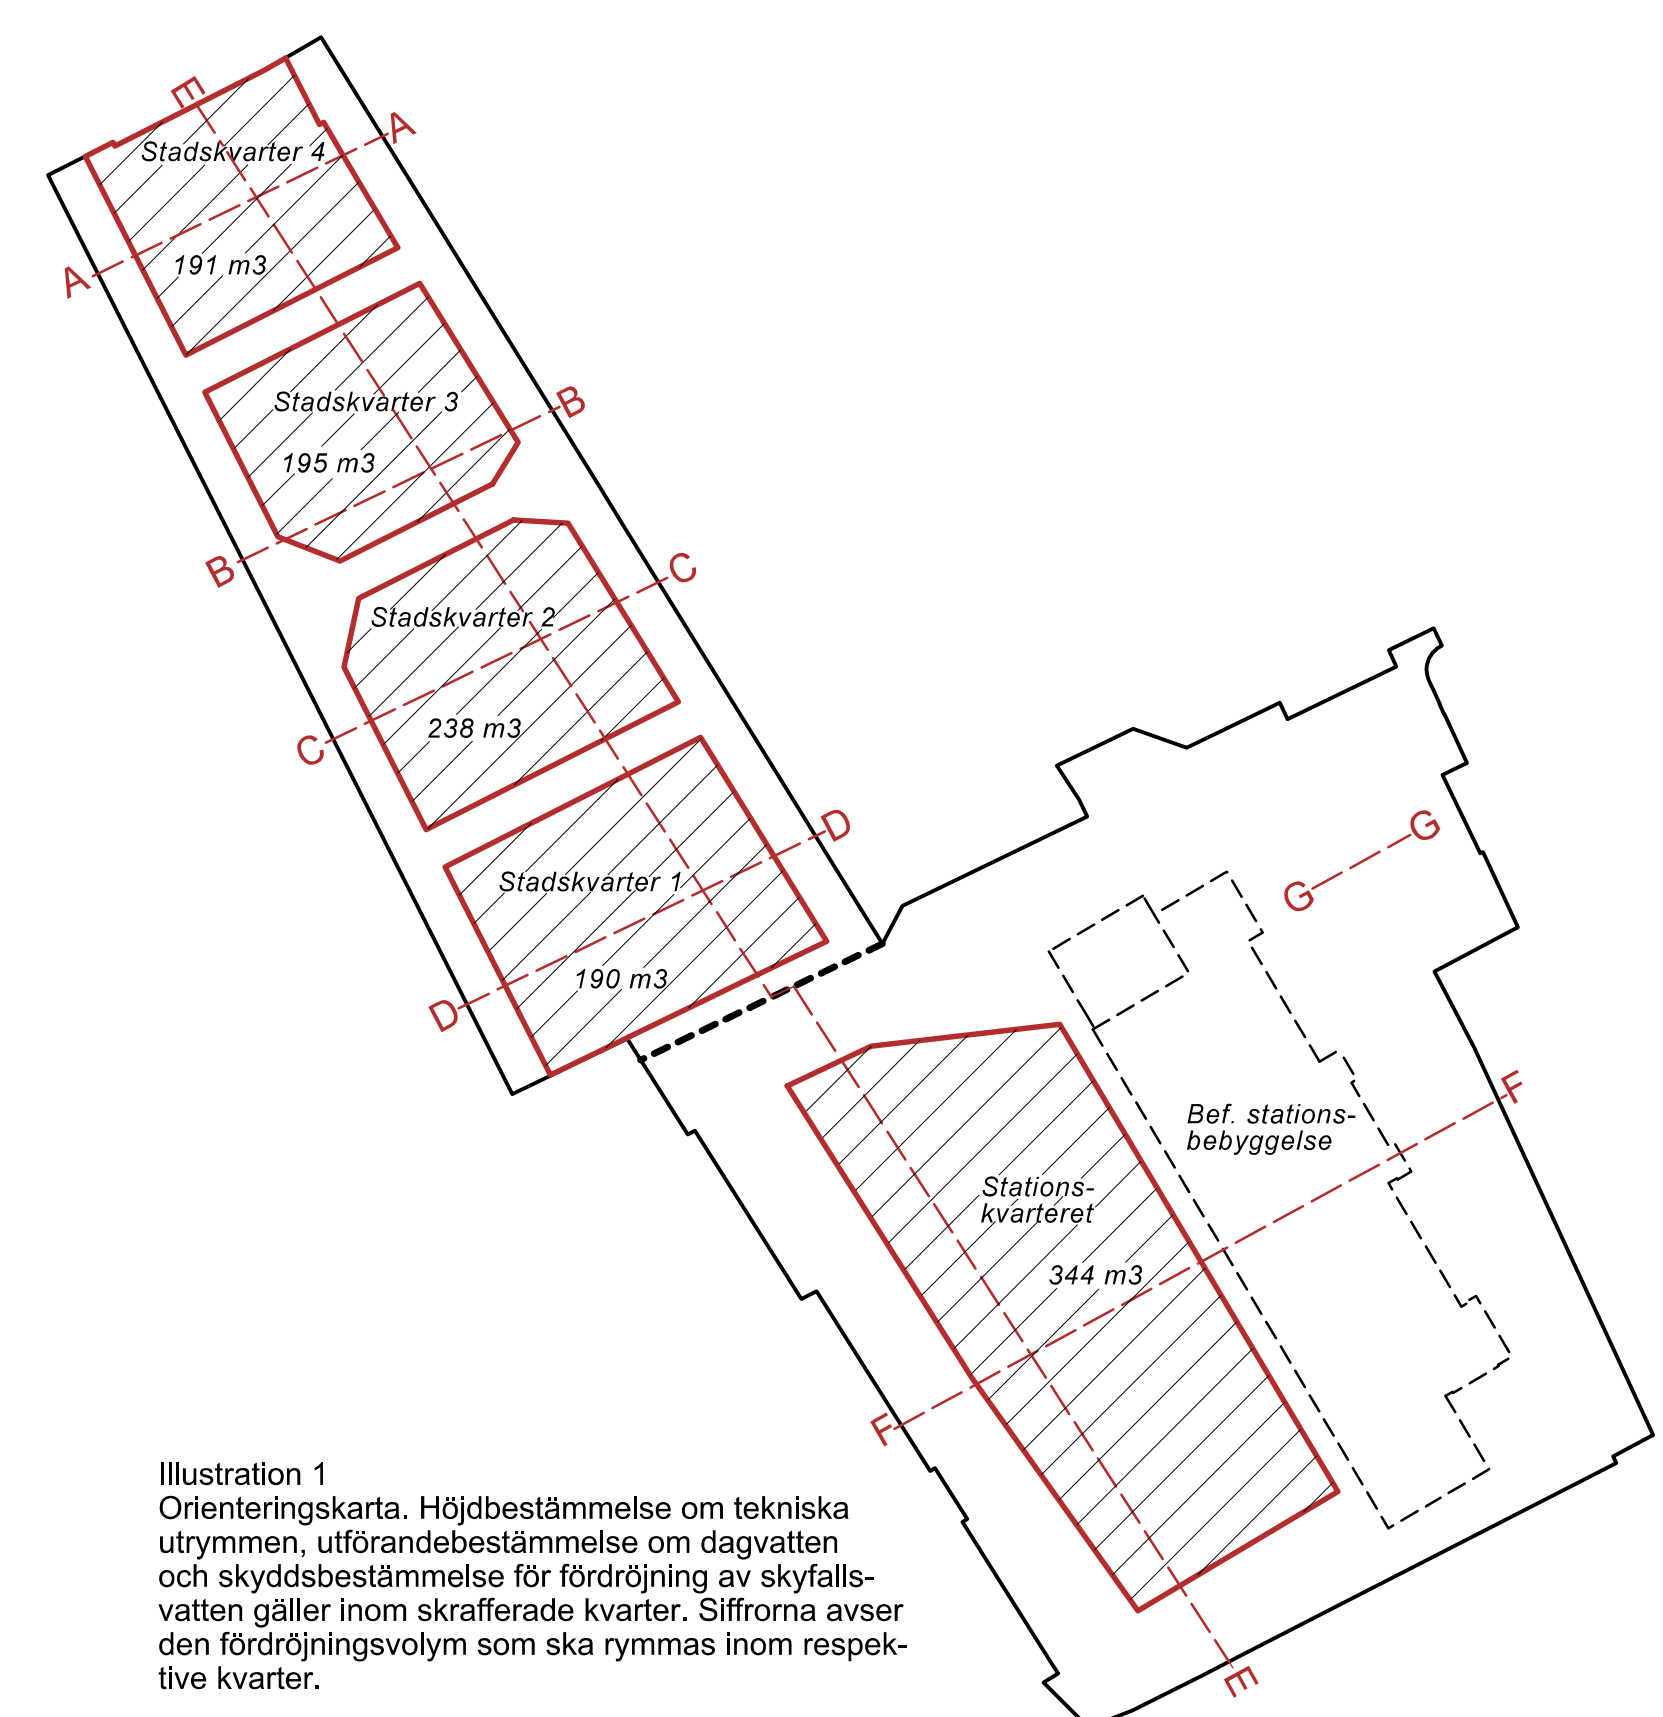 E
A
Stadskvarter 4
191 m3
A
B
Stadskvarter 3
195 m3
B
C
Stadskvarter 2
238 m3
C
D
Stadskvarter 1
190 m3
D
G
G
F
Bef. stations-
bebyggelse
Stations-
kvarteret
344 m3
F
E
Illustration 1
Orienteringskarta. Höjdbestämmelse om tekniska
utrymmen, utförandebestämmelse om dagvatten
och skyddsbestämmelse för fördröjning av skyfalls-
vatten gäller inom skrafferade kvarter. Siffrorna avser
den fördröjningsvolym som ska rymmas inom respek-
tive kvarter.